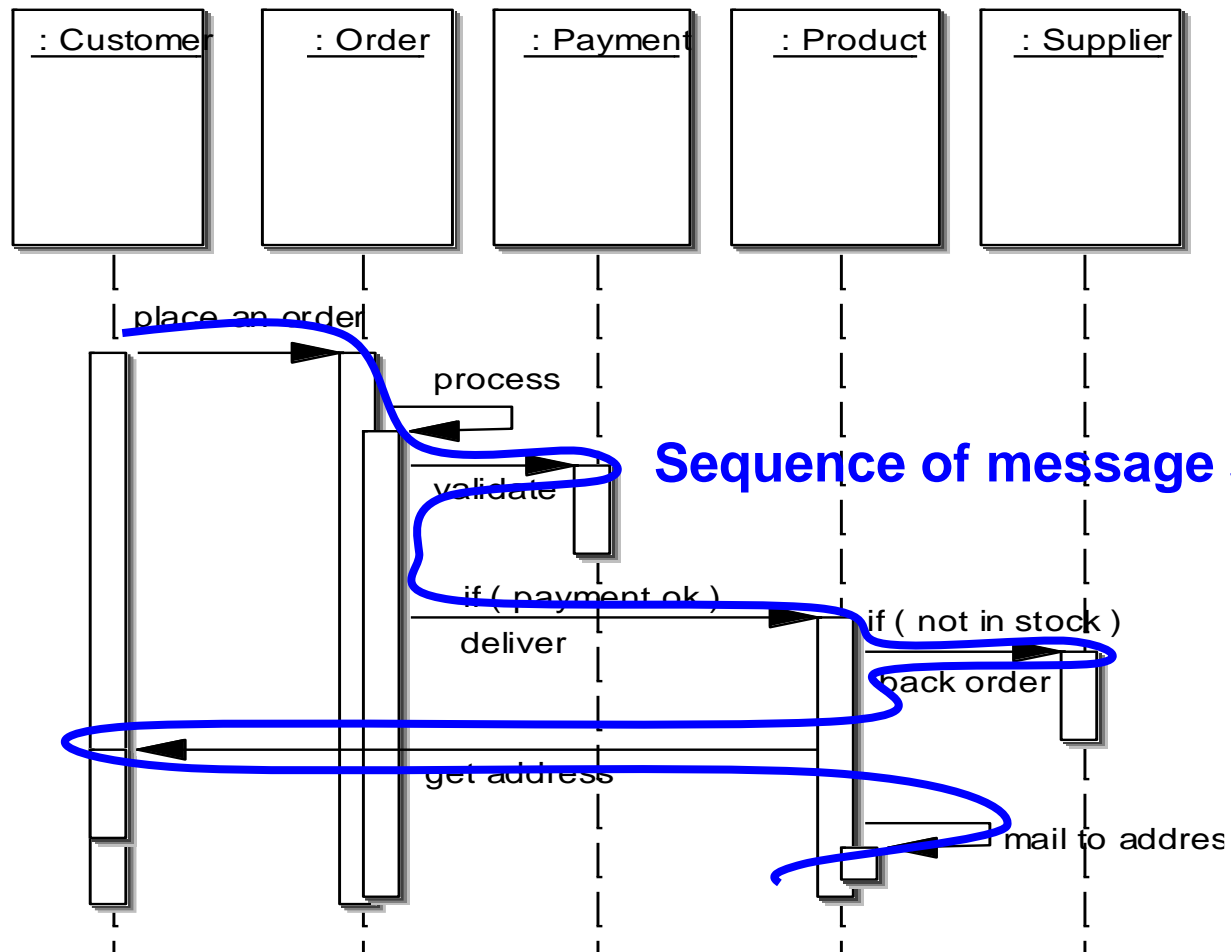 : Customer
: Order
: Payment
: Product
: Supplier
place an order
process
Sequence of message
validate
if ( payment ok )
deliver
if ( not in stock )
back order
get address
mail to addres